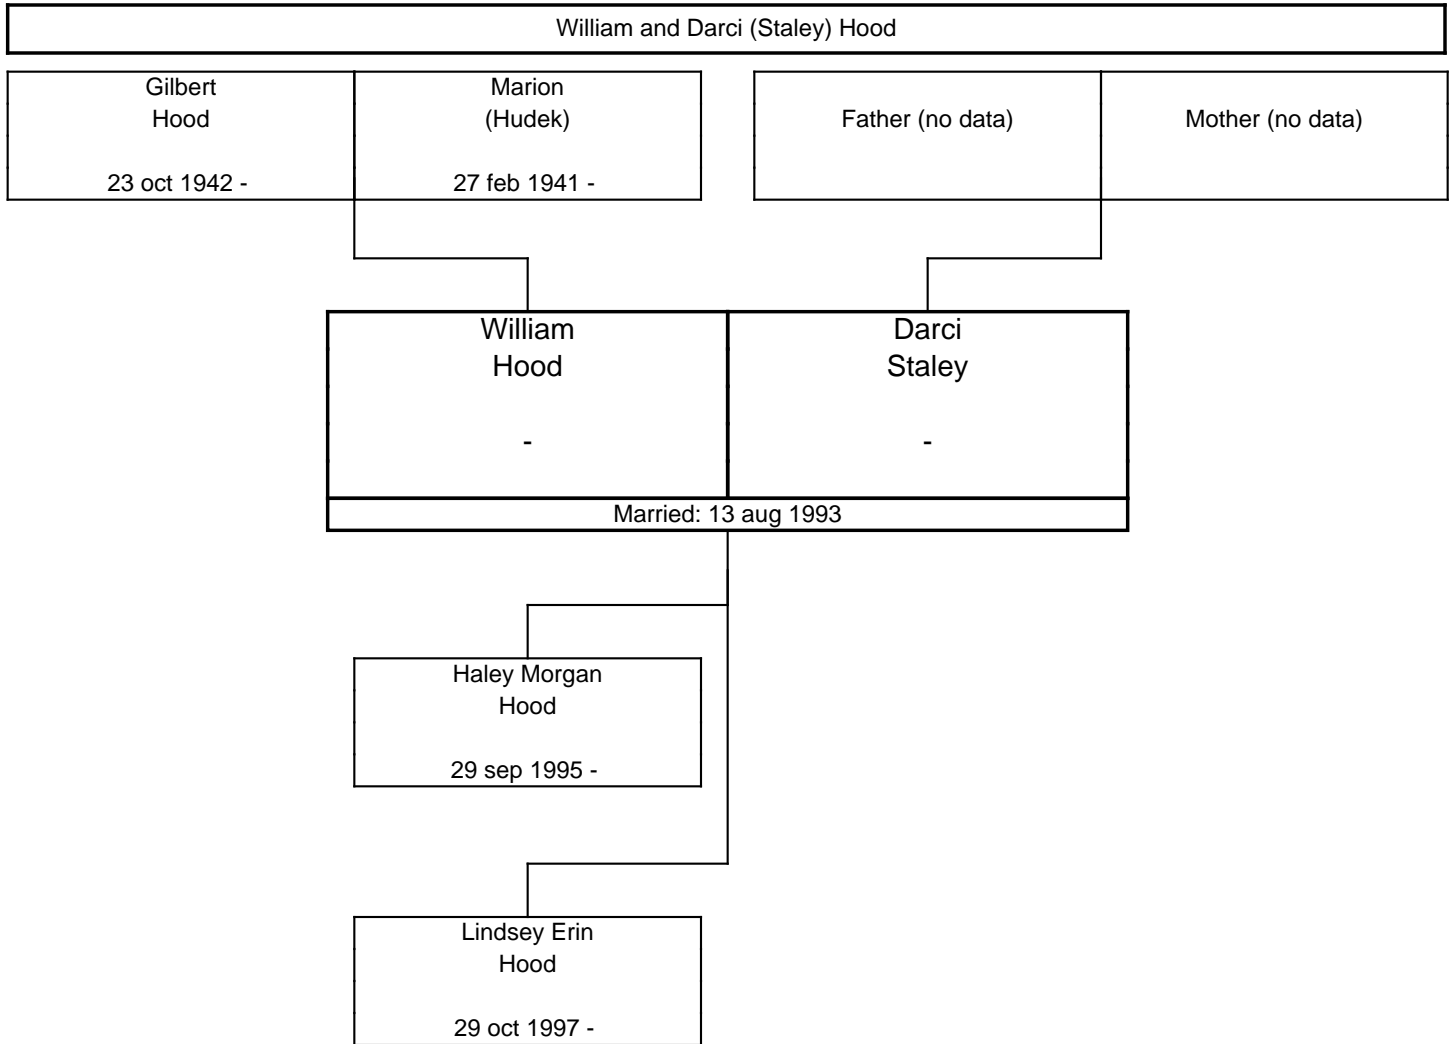 William and Darci (Staley) Hood
Gilbert
Hood
23 oct 1942 -
Marion
(Hudek)
27 feb 1941 -
Father (no data)
Mother (no data)
William
Hood
-
Darci
Staley
-
Married: 13 aug 1993
Haley Morgan
Hood
29 sep 1995 -
Lindsey Erin
Hood
29 oct 1997 -